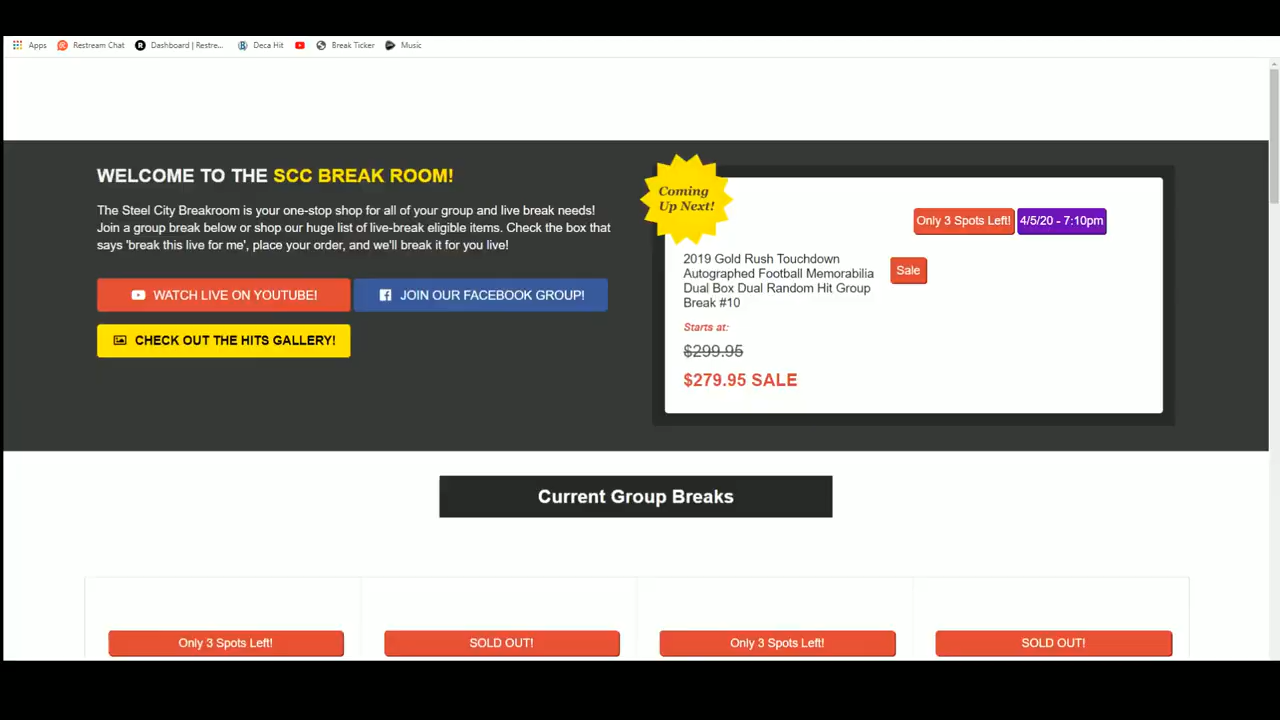 Apps Restream Chat Dashboard | Restre... Deca Hit Break Ticker Music
WELCOME TO THE SCC BREAK ROOM!
The Steel City Breakroom is your one-stop shop for all of your group and live break needs!
Join a group break below or shop our huge list of live-break eligible items. Check the box that
says 'break this live for me', place your order, and we'll break it for you live!
WATCH LIVE ON YOUTUBE!
JOIN OUR FACEBOOK GROUP!
CHECK OUT THE HITS GALLERY!
Coming
Up Next!
Only 3 Spots Left! 4/5/20 - 7:10pm
2019 Gold Rush Touchdown
Autographed Football Memorabilia
Dual Box Dual Random Hit Group
Break #10
Sale
Starts at:
$299.95
$279.95 SALE
Current Group Breaks
Only 3 Spots Left!
SOLD OUT!
Only 3 Spots Left!
SOLD OUT!